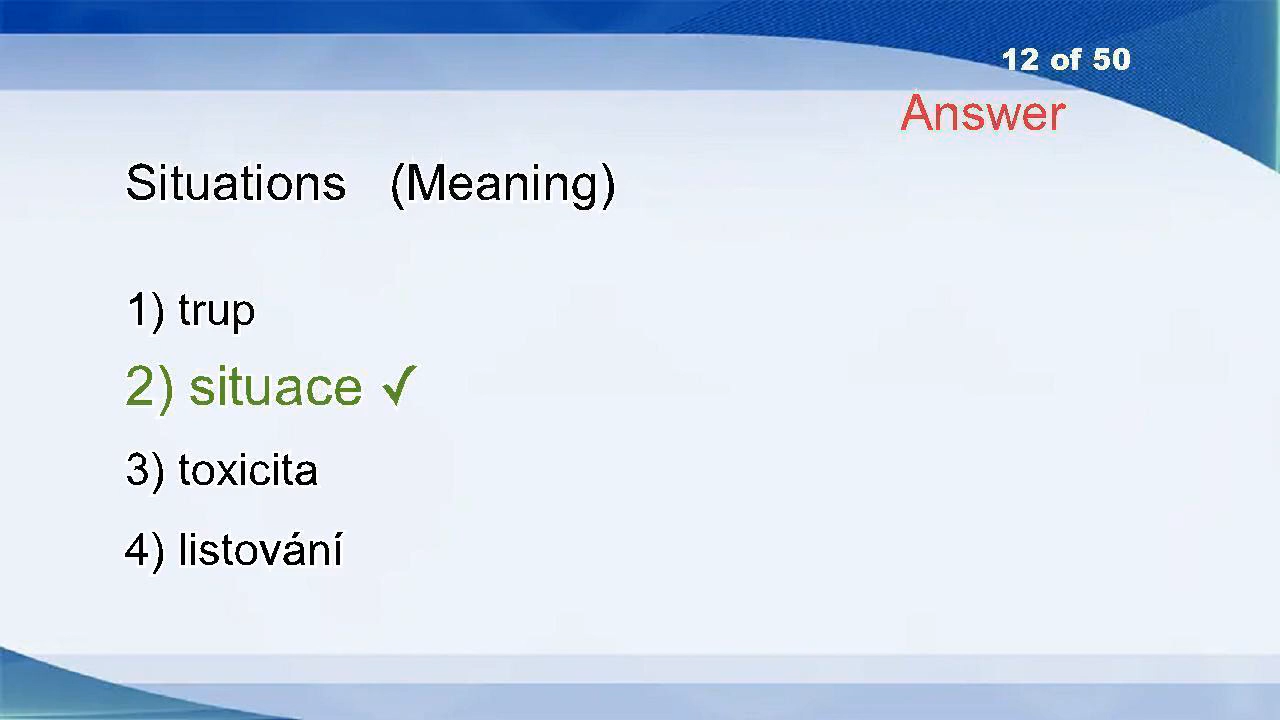 12 of 50
Answer
Situations (Meaning)
1) trup
2) situace ✓
3) toxicita
4) listování